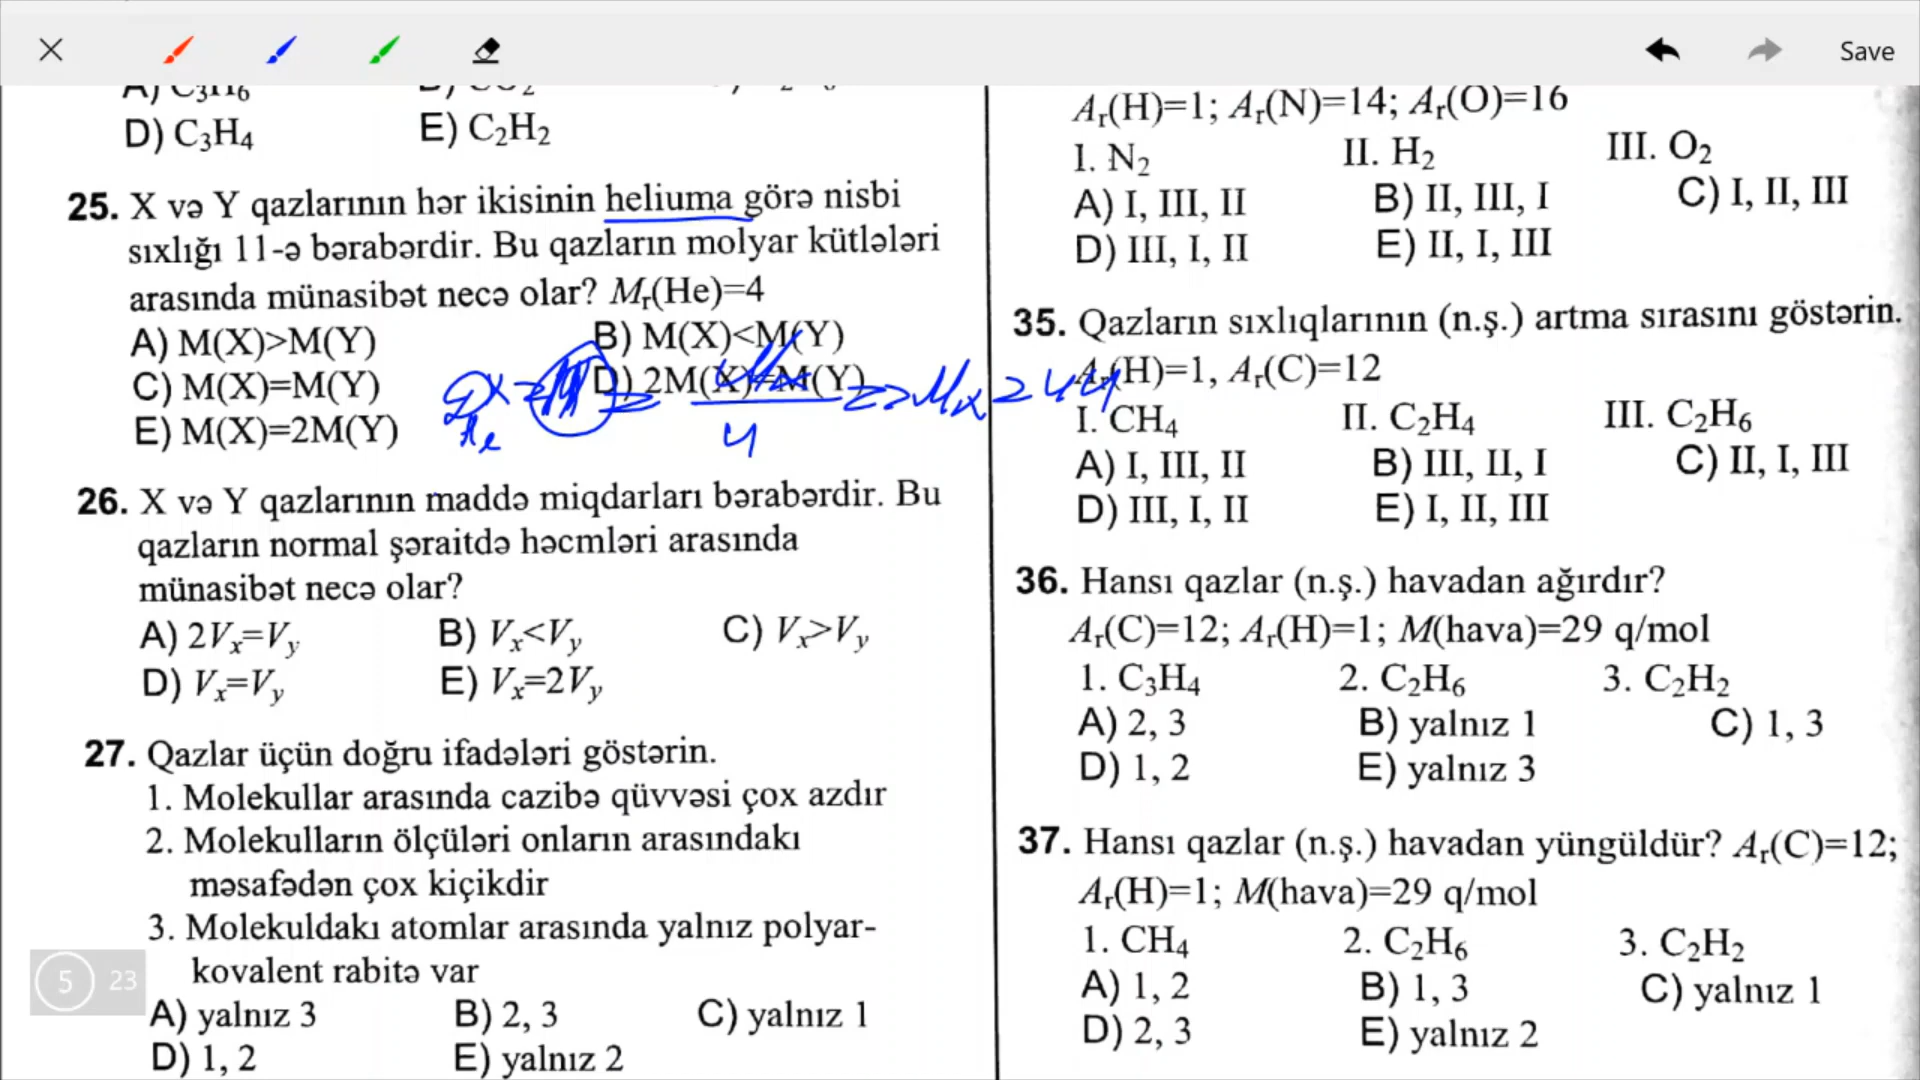 Save
D) C₃H₄ E) C₂H₂
25. X və Y qazlarının hər ikisinin heliuma görə nisbi
sıxlığı 11-ə bərabərdir. Bu qazların molyar kütlələri
arasında münasibət necə olar? Mᵣ(He)=4
A) M(X)>M(Y) B) M(X)<M(Y)
C) M(X)=M(Y) D) 2M(X)=M(Y)
E) M(X)=2M(Y)
He
4
26. X və Y qazlarının maddə miqdarları bərabərdir. Bu
qazların normal şəraitdə həcmləri arasında
münasibət necə olar?
A) 2Vₓ=Vᵧ B) Vₓ<Vᵧ C) Vₓ>Vᵧ
D) Vₓ=Vᵧ E) Vₓ=2Vᵧ
27. Qazlar üçün doğru ifadələri göstərin.
1. Molekullar arasında cazibə qüvvəsi çox azdır
2. Molekulların ölçüləri onların arasındakı
məsafədən çox kiçikdir
3. Molekuldakı atomlar arasında yalnız polyar-
kovalent rabitə var
A) yalnız 3 B) 2, 3 C) yalnız 1
D) 1, 2 E) yalnız 2
5 23
Aᵣ(H)=1; Aᵣ(N)=14; Aᵣ(O)=16
I. N₂ II. H₂ III. O₂
A) I, III, II B) II, III, I C) I, II, III
D) III, I, II E) II, I, III
35. Qazların sıxlıqlarının (n.ş.) artma sırasını göstərin.
Aᵣ(H)=1, Aᵣ(C)=12
I. CH₄ II. C₂H₄ III. C₂H₆
A) I, III, II B) III, II, I C) II, I, III
D) III, I, II E) I, II, III
36. Hansı qazlar (n.ş.) havadan ağırdır?
Aᵣ(C)=12; Aᵣ(H)=1; M(hava)=29 q/mol
1. C₃H₄ 2. C₂H₆ 3. C₂H₂
A) 2, 3 B) yalnız 1 C) 1, 3
D) 1, 2 E) yalnız 3
37. Hansı qazlar (n.ş.) havadan yüngüldür? Aᵣ(C)=12;
Aᵣ(H)=1; M(hava)=29 q/mol
1. CH₄ 2. C₂H₆ 3. C₂H₂
A) 1, 2 B) 1, 3 C) yalnız 1
D) 2, 3 E) yalnız 2